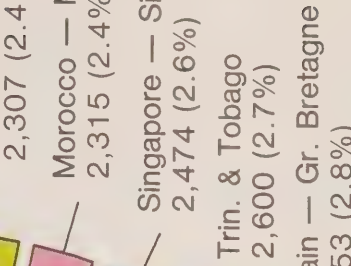 2,307 (2.4
Morocco —
2,315 (2.4%
Singapore — Si
2,474 (2.6%)
Trin. & Tobago
2,600 (2.7%)
ain — Gr. Bretagne
53 (2.8%)